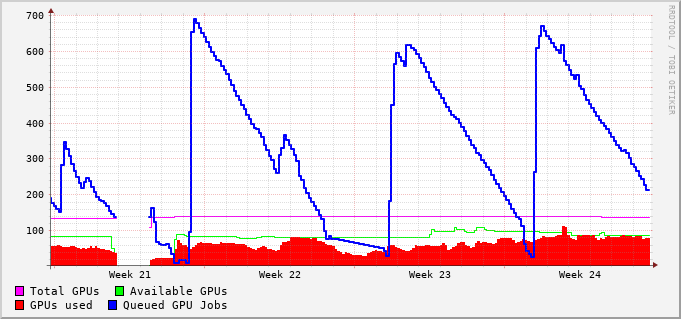 700
600
500
400
300
200
100
Week 21 Week 22 Week 23 Week 24
Total GPUs Available GPUs
GPUs used Queued GPU Jobs
RRDTOOL / TOBI OETIKER